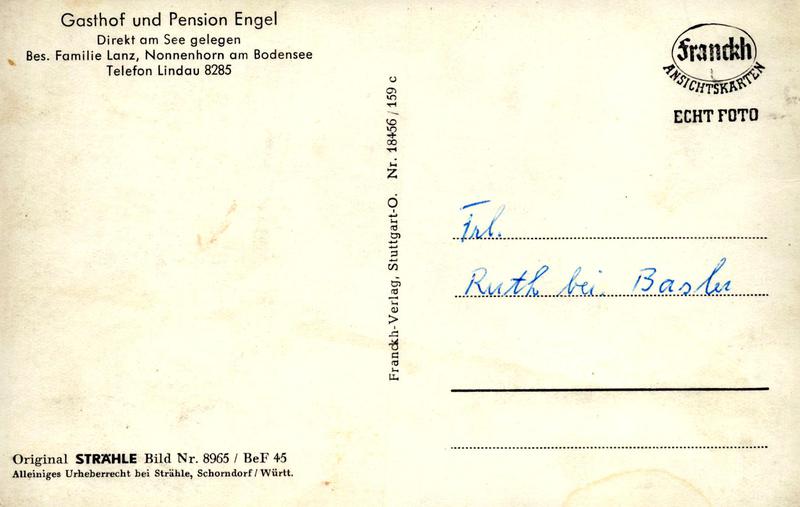 Gasthof und Pension Engel
Direkt am See gelegen
Bes. Familie Lanz, Nonnenhorn am Bodensee
Telefon Lindau 8285
Original STRÄHLE Bild Nr. 8965 / BeF 45
Alleiniges Urheberrecht bei Strähle, Schorndorf/Württ.
Franckh-Verlag, Stuttgart-O. Nr. 18456/159 c
Franckh
ANSICHTSKARTEN
ECHT FOTO
Frl.
Ruth bei Basler